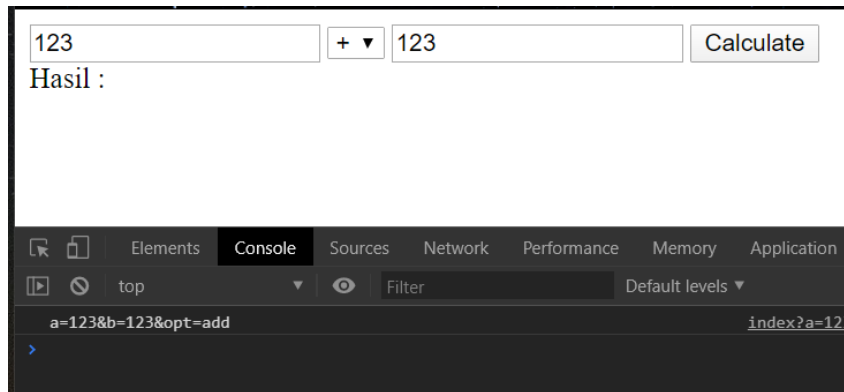 123 + ▼ 123 Calculate
Hasil :
Elements Console Sources Network Performance Memory Application
top ▼ Filter Default levels ▼
a=123&b=123&opt=add index?a=12
>